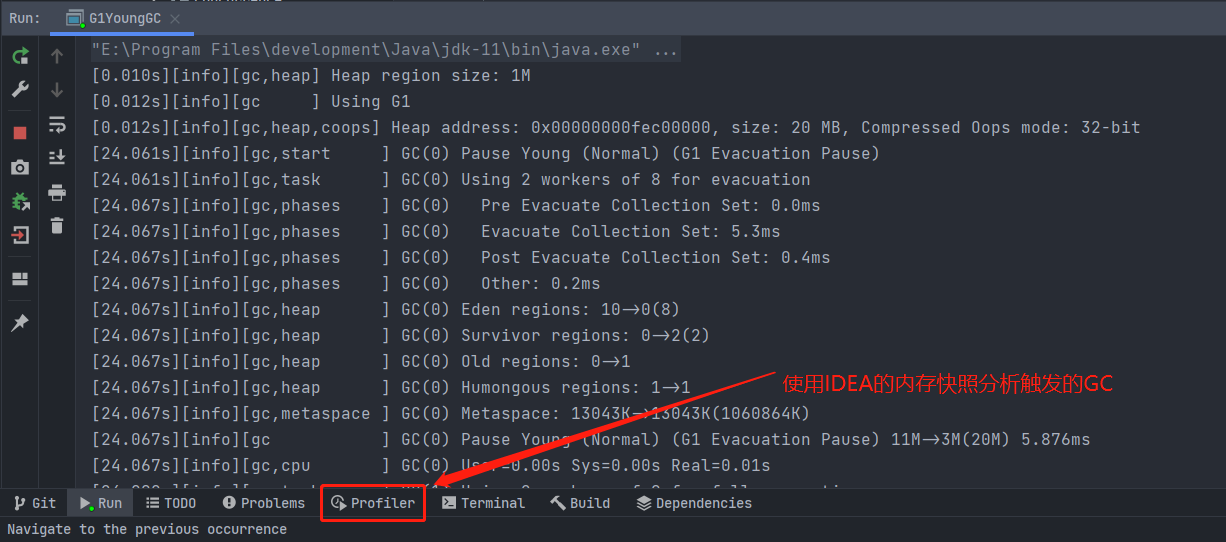 Run: G1YoungGC
"E:\Program Files\development\Java\jdk-11\bin\java.exe" ...
[0.010s][info][gc,heap] Heap region size: 1M
[0.012s][info][gc      ] Using G1
[0.012s][info][gc,heap,coops] Heap address: 0x00000000fec00000, size: 20 MB, Compressed Oops mode: 32-bit
[24.061s][info][gc,start     ] GC(0) Pause Young (Normal) (G1 Evacuation Pause)
[24.061s][info][gc,task      ] GC(0) Using 2 workers of 8 for evacuation
[24.067s][info][gc,phases    ] GC(0)   Pre Evacuate Collection Set: 0.0ms
[24.067s][info][gc,phases    ] GC(0)   Evacuate Collection Set: 5.3ms
[24.067s][info][gc,phases    ] GC(0)   Post Evacuate Collection Set: 0.4ms
[24.067s][info][gc,phases    ] GC(0)   Other: 0.2ms
[24.067s][info][gc,heap      ] GC(0) Eden regions: 10->0(8)
[24.067s][info][gc,heap      ] GC(0) Survivor regions: 0->2(2)
[24.067s][info][gc,heap      ] GC(0) Old regions: 0->1
[24.067s][info][gc,heap      ] GC(0) Humongous regions: 1->1
使用IDEA的内存快照分析触发的GC
[24.067s][info][gc,metaspace ] GC(0) Metaspace: 13043K->13043K(1060864K)
[24.067s][info][gc           ] GC(0) Pause Young (Normal) (G1 Evacuation Pause) 11M->3M(20M) 5.876ms
[24.067s][info][gc,cpu       ] GC(0) User=0.00s Sys=0.00s Real=0.01s
Git Run TODO Problems Profiler Terminal Build Dependencies
Navigate to the previous occurrence